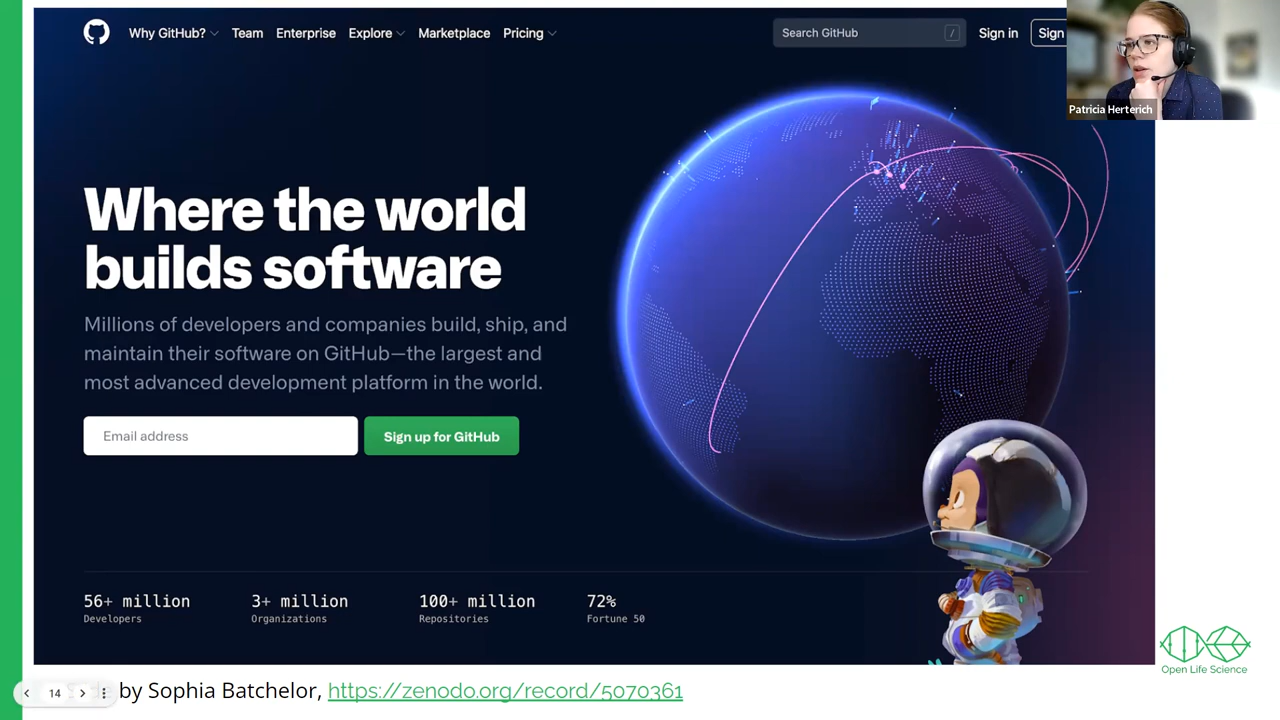 Why GitHub? Team Enterprise Explore Marketplace Pricing Search GitHub / Sign in Sign
Patricia Herterich
Where the world
builds software
Millions of developers and companies build, ship, and
maintain their software on GitHub—the largest and
most advanced development platform in the world.
Email address Sign up for GitHub
56+ million 3+ million 100+ million 72%
Developers Organizations Repositories Fortune 50
Open Life Science
14 by Sophia Batchelor, https://zenodo.org/record/5070361